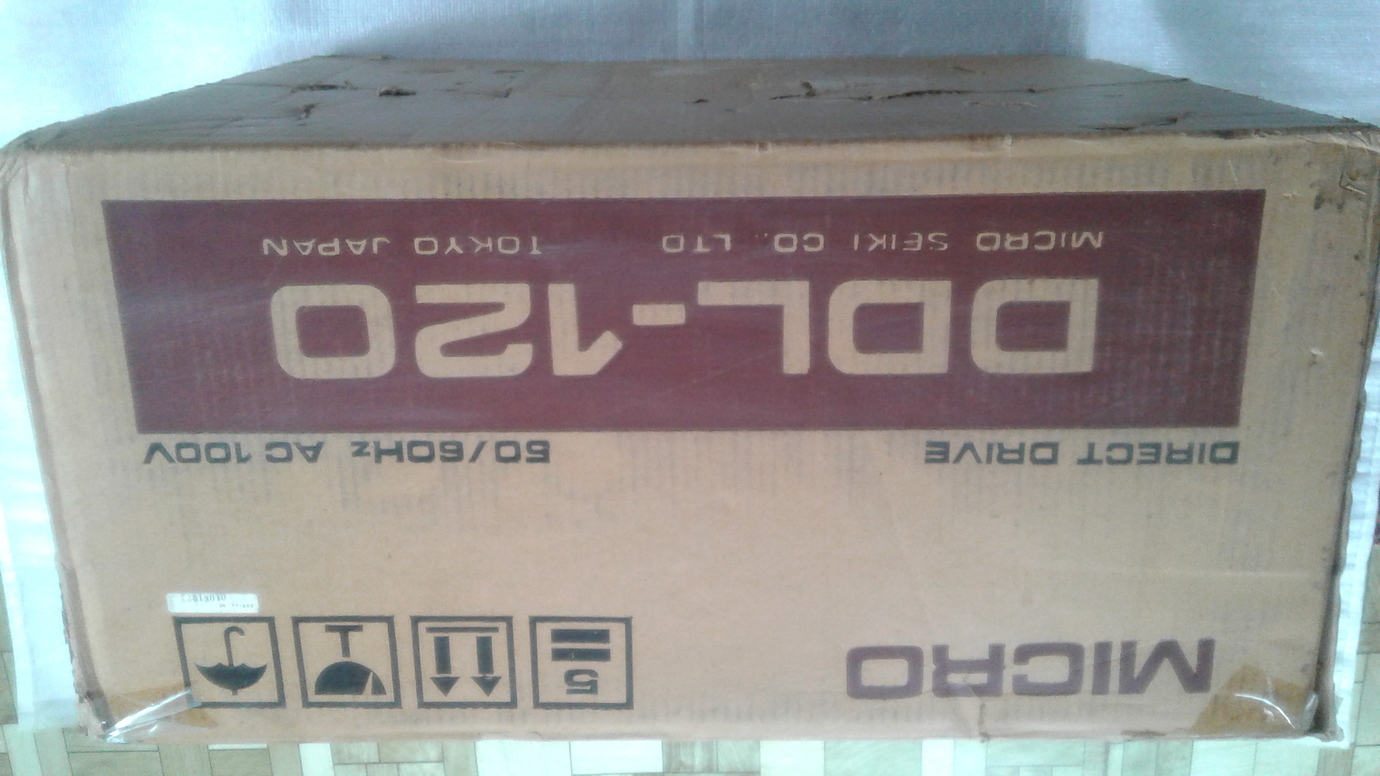 MICRO
5
DIRECT DRIVE 50/60Hz AC 100V
DDL-120
MICRO SEIKI CO., LTD TOKYO JAPAN